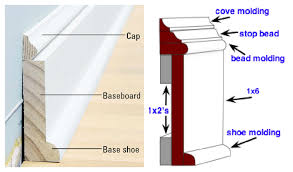 Cap
Baseboard
Base shoe
cove molding
stop bead
bead molding
1x2's
1x6
shoe molding